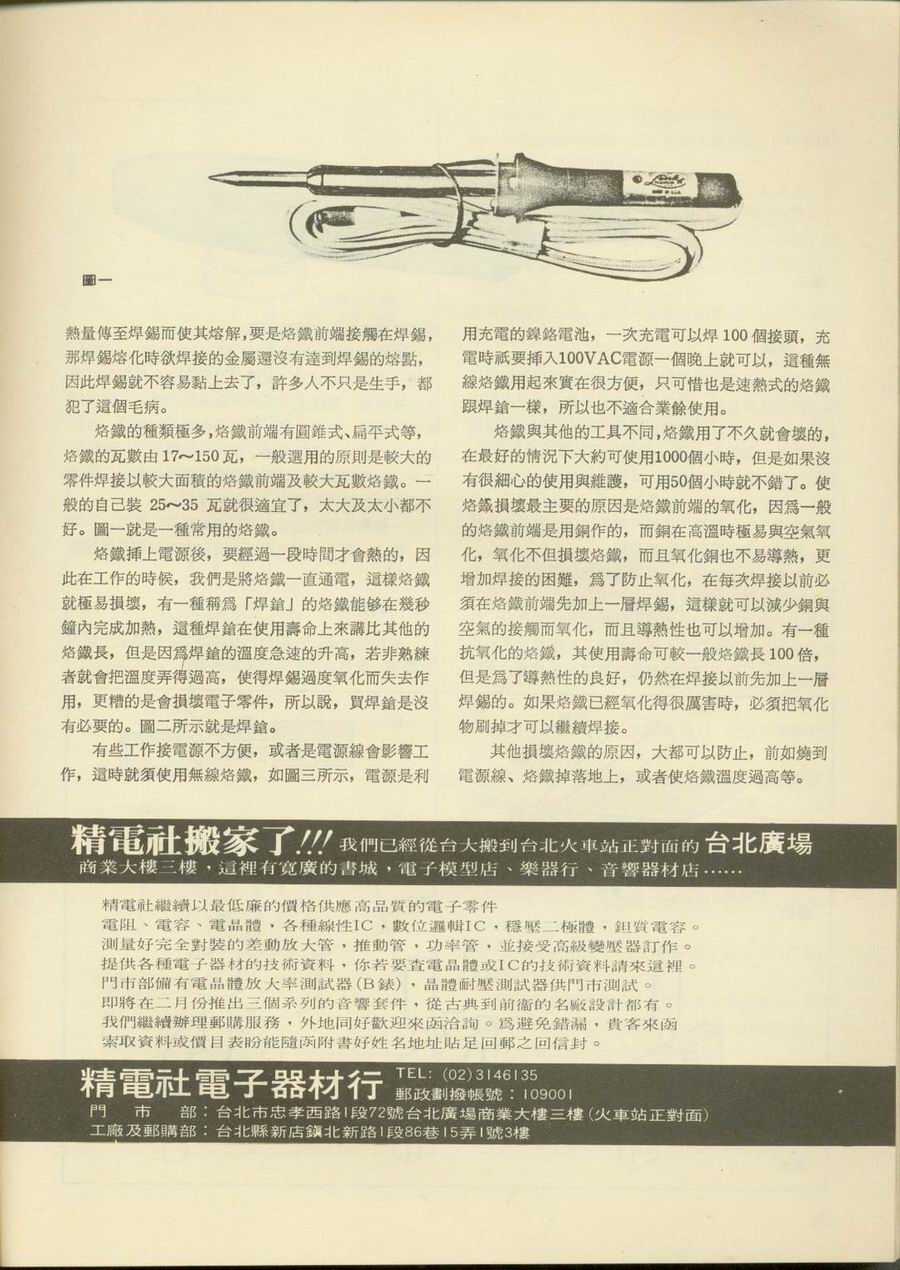 圖一
熱量傳至焊錫而使其熔解，要是烙鐵前端接觸在焊錫，
那焊錫熔化時欲焊接的金屬還沒有達到焊錫的熔點，
因此焊錫就不容易黏上去了，許多人不只是生手，都
犯了這個毛病。
烙鐵的種類極多，烙鐵前端有圓錐式、扁平式等，
烙鐵的瓦數由17～150瓦，一般選用的原則是較大的
零件焊接以較大面積的烙鐵前端及較大瓦數烙鐵。一
般的自己裝 25～35 瓦就很適宜了，太大及太小都不
好。圖一就是一種常用的烙鐵。
烙鐵挿上電源後，要經過一段時間才會熱的，因
此在工作的時候，我們是將烙鐵一直通電，這樣烙鐵
就極易損壞，有一種稱爲「焊鎗」的烙鐵能够在幾秒
鐘內完成加熱，這種焊鎗在使用壽命上來講比其他的
烙鐵長，但是因爲焊鎗的溫度急速的升高，若非熟練
者就會把溫度弄得過高，使得焊錫過度氧化而失去作
用，更糟的是會損壞電子零件，所以說，買焊鎗是沒
有必要的。圖二所示就是焊鎗。
有些工作接電源不方便，或者是電源線會影響工
作，這時就須使用無線烙鐵，如圖三所示，電源是利
用充電的鎳鉻電池，一次充電可以焊 100 個接頭，充
電時祇要挿入100VAC電源一個晚上就可以，這種無
線烙鐵用起來實在很方便，只可惜也是速熱式的烙鐵
跟焊鎗一樣，所以也不適合業餘使用。
烙鐵與其他的工具不同，烙鐵用了不久就會壞的，
在最好的情況下大約可使用1000個小時，但是如果沒
有很細心的使用與維護，可用50個小時就不錯了。使
烙鐵損壞最主要的原因是烙鐵前端的氧化，因爲一般
的烙鐵前端是用銅作的，而銅在高溫時極易與空氣氧
化，氧化不但損壞烙鐵，而且氧化銅也不易導熱，更
增加焊接的困難，爲了防止氧化，在每次焊接以前必
須在烙鐵前端先加上一層焊錫，這樣就可以減少銅與
空氣的接觸而氧化，而且導熱性也可以增加。有一種
抗氧化的烙鐵，其使用壽命可較一般烙鐵長 100 倍，
但是爲了導熱性的良好，仍然在焊接以前先加上一層
焊錫的。如果烙鐵已經氧化得很厲害時，必須把氧化
物刷掉才可以繼續焊接。
其他損壞烙鐵的原因，大都可以防止，前如燒到
電源線、烙鐵掉落地上，或者使烙鐵溫度過高等。
精電社搬家了!!! 我們已經從台大搬到台北火車站正對面的 台北廣場
商業大樓三樓，這裡有寬廣的書城，電子模型店、樂器行、音響器材店……
精電社繼續以最低廉的價格供應高品質的電子零件
電阻、電容、電晶體，各種線性IC，數位邏輯IC，穩壓二極體，鉭質電容。
測量好完全對裝的差動放大管，推動管，功率管，並接受高級變壓器訂作。
提供各種電子器材的技術資料，你若要查電晶體或IC的技術資料請來這裡。
門市部備有電晶體放大率測試器(B錶)，晶體耐壓測試器供門市測試。
即將在二月份推出三個系列的音響套件，從古典到前衛的名廠設計都有。
我們繼續辦理郵購服務，外地同好歡迎來函洽詢。爲避免錯漏，貴客來函
索取資料或價目表盼能隨函附書好姓名地址貼足回郵之回信封。
精電社電子器材行
TEL: (02)3146135
郵政劃撥帳號：109001
門市部：台北市忠孝西路1段72號台北廣場商業大樓三樓(火車站正對面)
工廠及郵購部：台北縣新店鎮北新路1段86巷15弄1號3樓